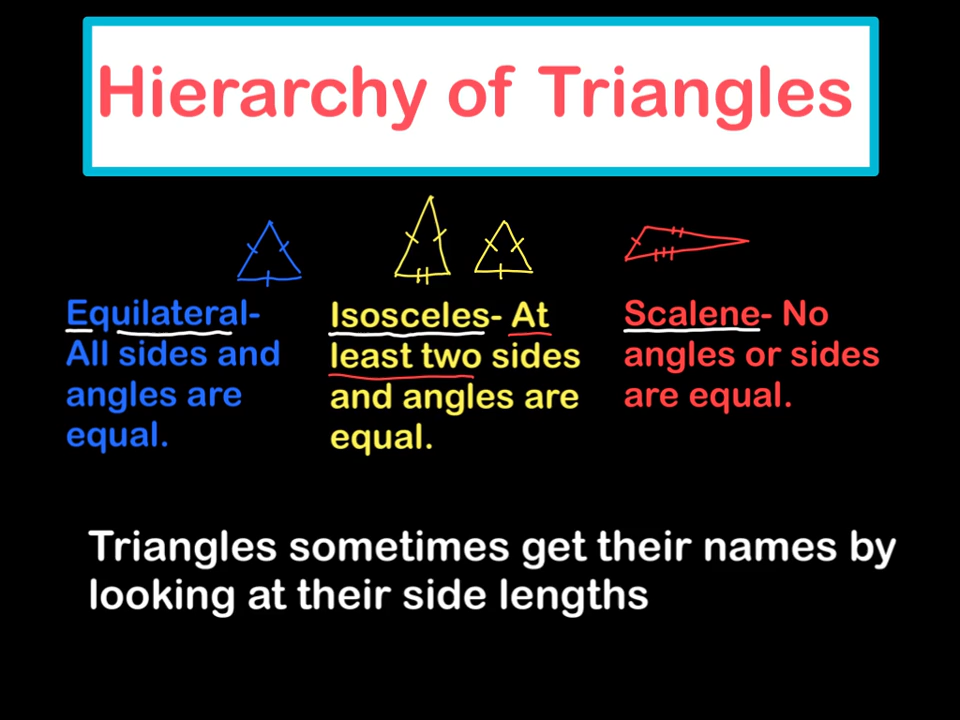 Hierarchy of Triangles
Equilateral-
All sides and
angles are
equal.
Isosceles- At
least two sides
and angles are
equal.
Scalene- No
angles or sides
are equal.
Triangles sometimes get their names by
looking at their side lengths